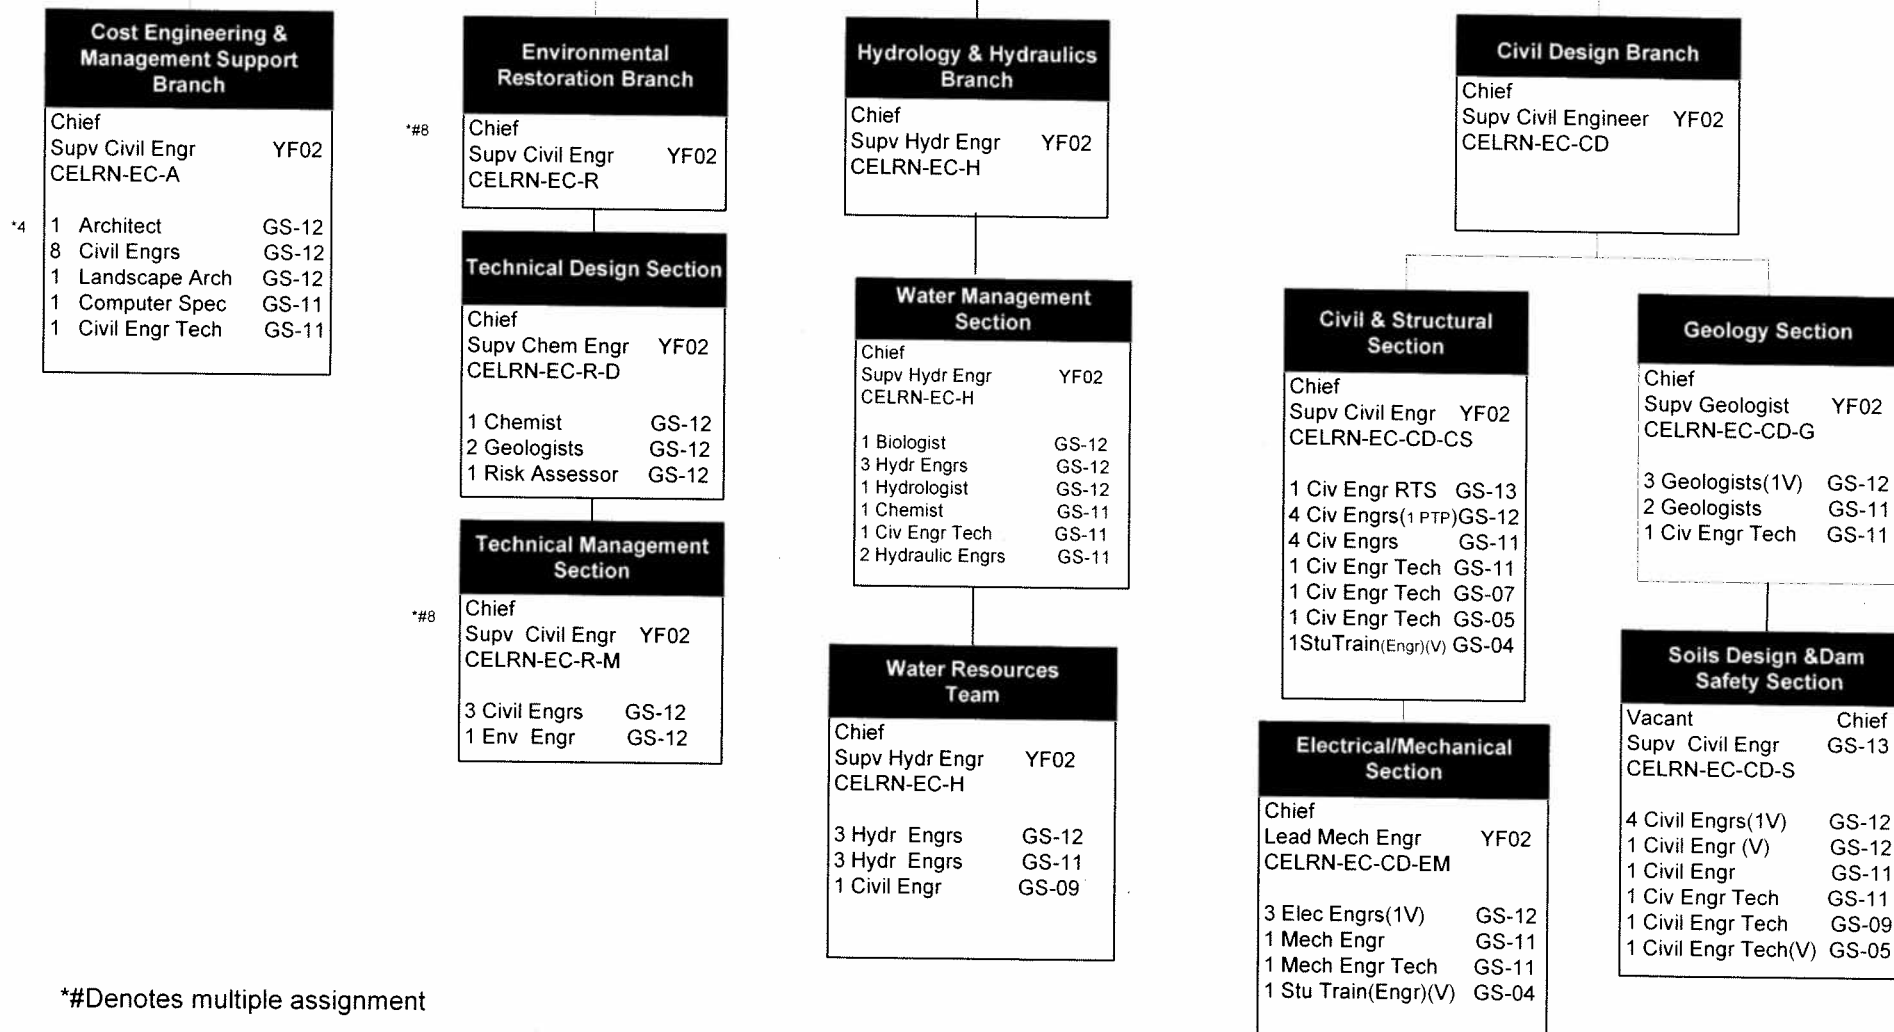 Cost Engineering &
Management Support
Branch
Chief
Supv Civil Engr YF02
CELRN-EC-A
*4
1 Architect GS-12
8 Civil Engrs GS-12
1 Landscape Arch GS-12
1 Computer Spec GS-11
1 Civil Engr Tech GS-11
Environmental
Restoration Branch
*#8
Chief
Supv Civil Engr YF02
CELRN-EC-R
Technical Design Section
Chief
Supv Chem Engr YF02
CELRN-EC-R-D
1 Chemist GS-12
2 Geologists GS-12
1 Risk Assessor GS-12
Technical Management
Section
*#8
Chief
Supv Civil Engr YF02
CELRN-EC-R-M
3 Civil Engrs GS-12
1 Env Engr GS-12
Hydrology & Hydraulics
Branch
Chief
Supv Hydr Engr YF02
CELRN-EC-H
Water Management
Section
Chief
Supv Hydr Engr YF02
CELRN-EC-H
1 Biologist GS-12
3 Hydr Engrs GS-12
1 Hydrologist GS-12
1 Chemist GS-11
1 Civ Engr Tech GS-11
2 Hydraulic Engrs GS-11
Water Resources
Team
Chief
Supv Hydr Engr YF02
CELRN-EC-H
3 Hydr Engrs GS-12
3 Hydr Engrs GS-11
1 Civil Engr GS-09
Civil Design Branch
Chief
Supv Civil Engineer YF02
CELRN-EC-CD
Civil & Structural
Section
Chief
Supv Civil Engr YF02
CELRN-EC-CD-CS
1 Civ Engr RTS GS-13
4 Civ Engrs(1 PTP)GS-12
4 Civ Engrs GS-11
1 Civ Engr Tech GS-11
1 Civ Engr Tech GS-07
1 Civ Engr Tech GS-05
1StuTrain(Engr)(V) GS-04
Electrical/Mechanical
Section
Chief
Lead Mech Engr YF02
CELRN-EC-CD-EM
3 Elec Engrs(1V) GS-12
1 Mech Engr GS-11
1 Mech Engr Tech GS-11
1 Stu Train(Engr)(V) GS-04
Geology Section
Chief
Supv Geologist YF02
CELRN-EC-CD-G
3 Geologists(1V) GS-12
2 Geologists GS-11
1 Civ Engr Tech GS-11
Soils Design &Dam
Safety Section
Vacant Chief
Supv Civil Engr GS-13
CELRN-EC-CD-S
4 Civil Engrs(1V) GS-12
1 Civil Engr (V) GS-12
1 Civil Engr GS-11
1 Civ Engr Tech GS-11
1 Civil Engr Tech GS-09
1 Civil Engr Tech(V) GS-05
*#Denotes multiple assignment